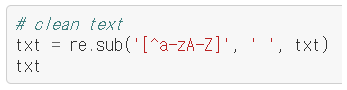 # clean text
txt = re.sub('[^a-zA-Z]', ' ', txt)
txt